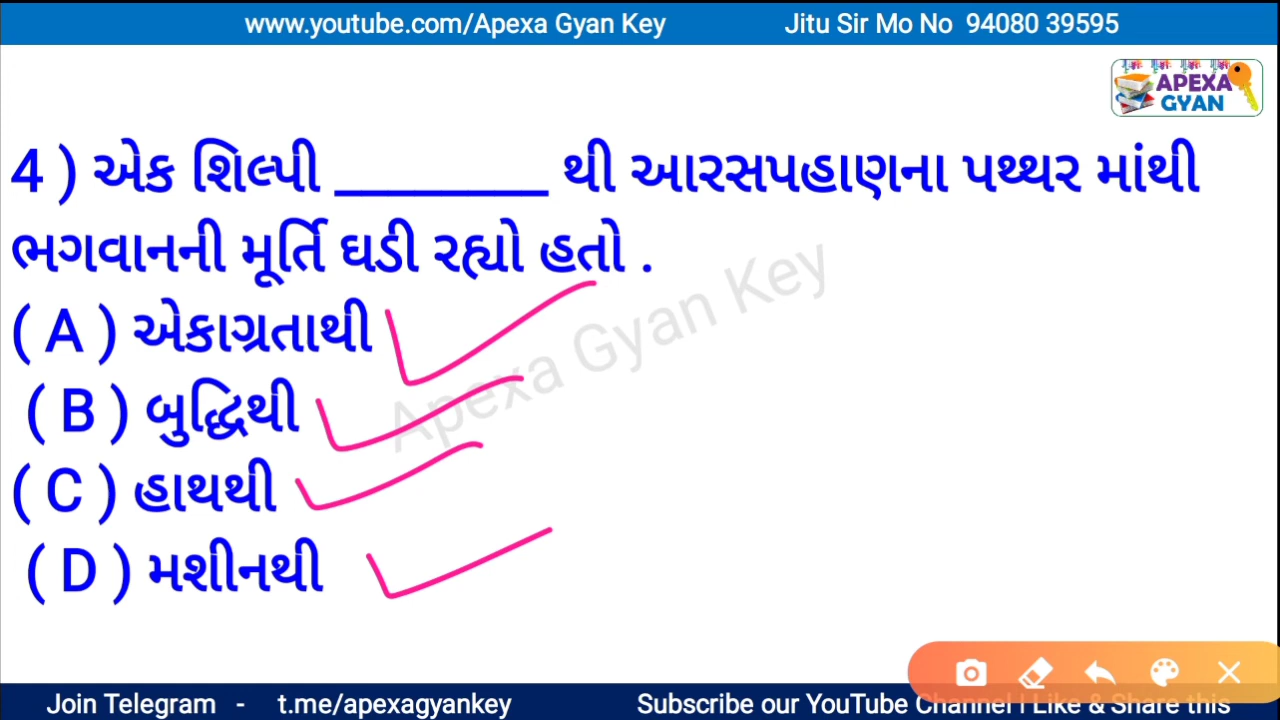 www.youtube.com/Apexa Gyan Key Jitu Sir Mo No 94080 39595
APEXA
GYAN
4 ) એક શિલ્પી ________ થી આરસપહાણના પથ્થર માંથી
ભગવાનની મૂર્તિ ઘડી રહ્યો હતો .
( A ) એકાગ્રતાથી
( B ) બુદ્ધિથી
( C ) હાથથી
( D ) મશીનથી
Apexa Gyan Key
Join Telegram - t.me/apexagyankey Subscribe our YouTube Channel | Like & Share this